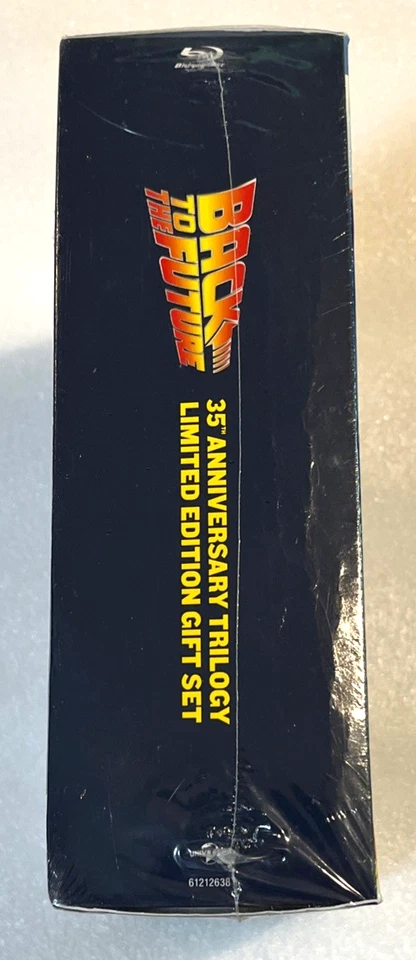 BACK
TO
THE FUTURE
35TH ANNIVERSARY TRILOGY
LIMITED EDITION GIFT SET
61212638